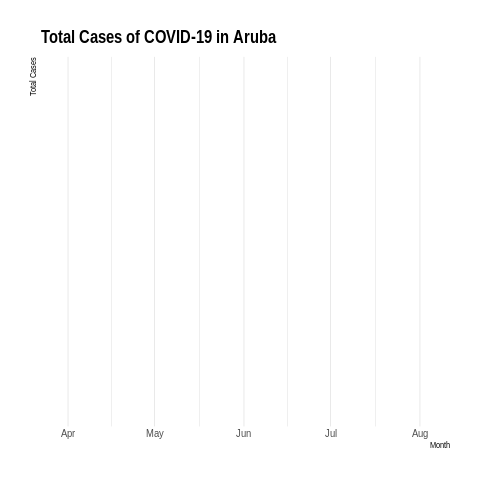 Total Cases of COVID-19 in Aruba
Total Cases
Apr May Jun Jul Aug
Month